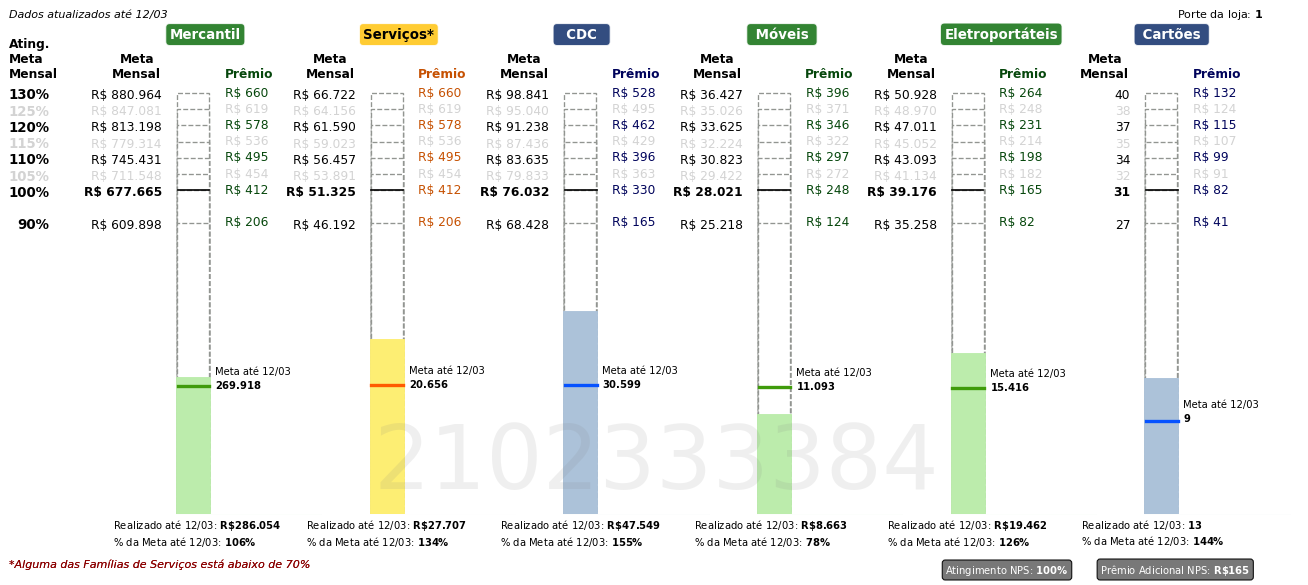 Dados atualizados até 12/03
Porte da loja: 1
Mercantil Serviços* CDC Móveis Eletroportáteis Cartões
Ating.
Meta Meta Meta Meta Meta Meta Meta
Mensal Mensal Prêmio Mensal Prêmio Mensal Prêmio Mensal Prêmio Mensal Prêmio Mensal Prêmio
130% R$ 880.964 R$ 660 R$ 66.722 R$ 660 R$ 98.841 R$ 528 R$ 36.427 R$ 396 R$ 50.928 R$ 264 40 R$ 132
125% R$ 847.081 R$ 619 R$ 64.156 R$ 619 R$ 95.040 R$ 495 R$ 35.026 R$ 371 R$ 48.970 R$ 248 38 R$ 124
120% R$ 813.198 R$ 578 R$ 61.590 R$ 578 R$ 91.238 R$ 462 R$ 33.625 R$ 346 R$ 47.011 R$ 231 37 R$ 115
115% R$ 779.314 R$ 536 R$ 59.023 R$ 536 R$ 87.436 R$ 429 R$ 32.224 R$ 322 R$ 45.052 R$ 214 35 R$ 107
110% R$ 745.431 R$ 495 R$ 56.457 R$ 495 R$ 83.635 R$ 396 R$ 30.823 R$ 297 R$ 43.093 R$ 198 34 R$ 99
105% R$ 711.548 R$ 454 R$ 53.891 R$ 454 R$ 79.833 R$ 363 R$ 29.422 R$ 272 R$ 41.134 R$ 182 32 R$ 91
100% R$ 677.665 R$ 412 R$ 51.325 R$ 412 R$ 76.032 R$ 330 R$ 28.021 R$ 248 R$ 39.176 R$ 165 31 R$ 82
90% R$ 609.898 R$ 206 R$ 46.192 R$ 206 R$ 68.428 R$ 165 R$ 25.218 R$ 124 R$ 35.258 R$ 82 27 R$ 41
Meta até 12/03 Meta até 12/03 Meta até 12/03 Meta até 12/03 Meta até 12/03
269.918 20.656 30.599 11.093 15.416
Meta até 12/03
9
2102333384
Realizado até 12/03: R$286.054 Realizado até 12/03: R$27.707 Realizado até 12/03: R$47.549 Realizado até 12/03: R$8.663 Realizado até 12/03: R$19.462 Realizado até 12/03: 13
% da Meta até 12/03: 106% % da Meta até 12/03: 134% % da Meta até 12/03: 155% % da Meta até 12/03: 78% % da Meta até 12/03: 126% % da Meta até 12/03: 144%
*Alguma das Famílias de Serviços está abaixo de 70%
Atingimento NPS: 100% Prêmio Adicional NPS: R$165